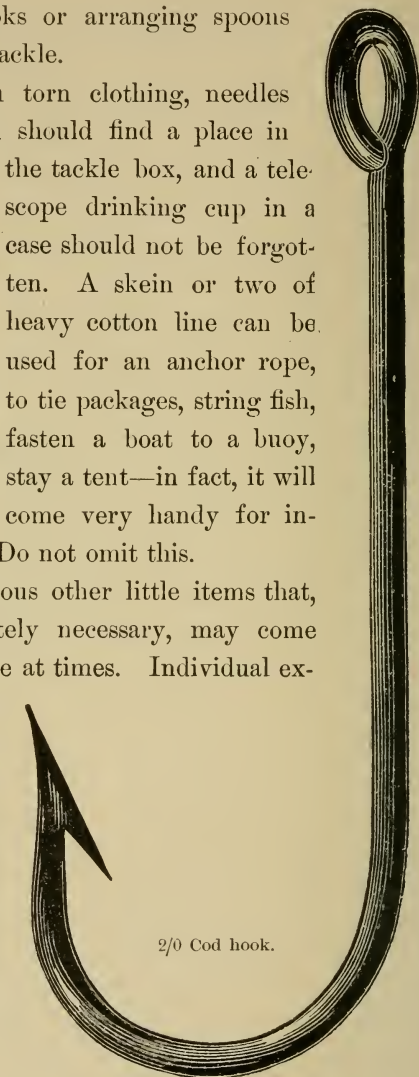 ks or arranging spoons
ackle.
torn clothing, needles
should find a place in
the tackle box, and a tele-
scope drinking cup in a
case should not be forgot-
ten. A skein or two of
heavy cotton line can be
used for an anchor rope,
to tie packages, string fish,
fasten a boat to a buoy,
stay a tent—in fact, it will
come very handy for in-
Do not omit this.
ous other little items that,
tely necessary, may come
e at times. Individual ex-
2/0 Cod hook.